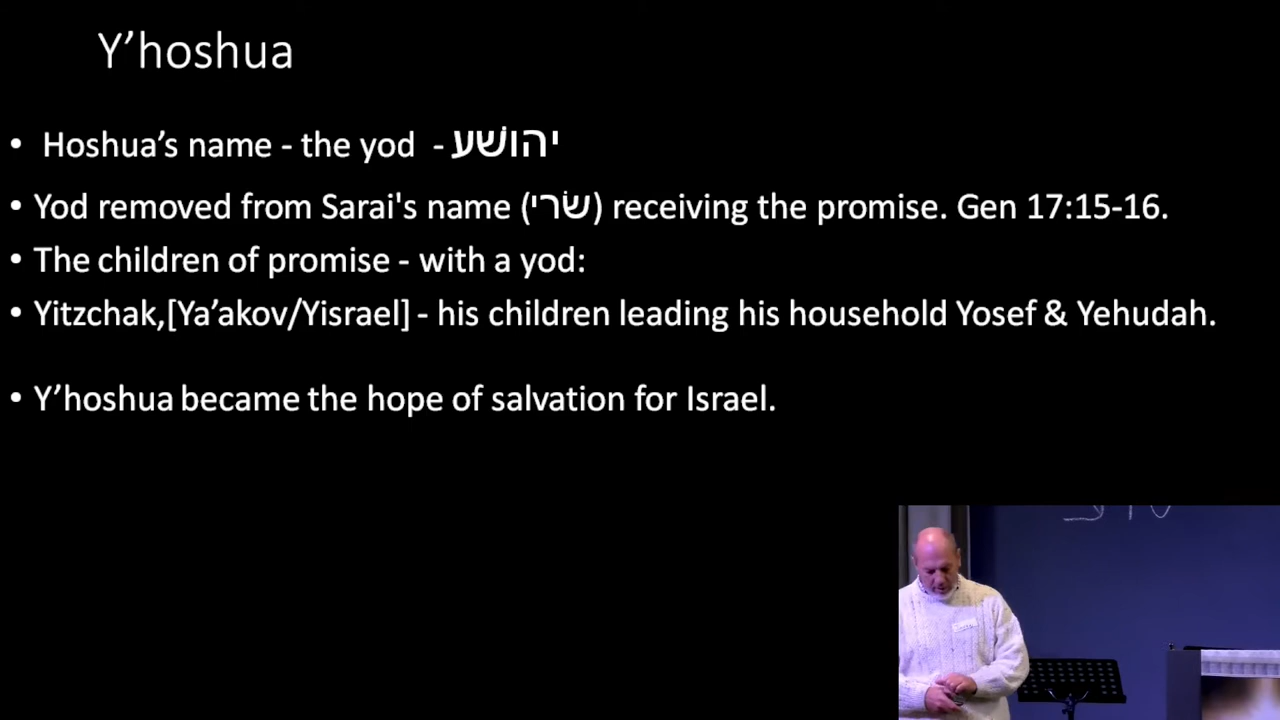 Y’hoshua
• Hoshua’s name - the yod - יהושׁע
• Yod removed from Sarai's name (שׂרי) receiving the promise. Gen 17:15-16.
• The children of promise - with a yod:
• Yitzchak,[Ya’akov/Yisrael] - his children leading his household Yosef & Yehudah.
• Y’hoshua became the hope of salvation for Israel.